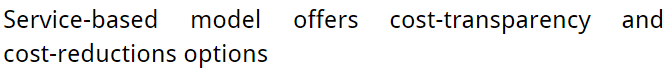 Service-based model offers cost-transparency and
cost-reductions options